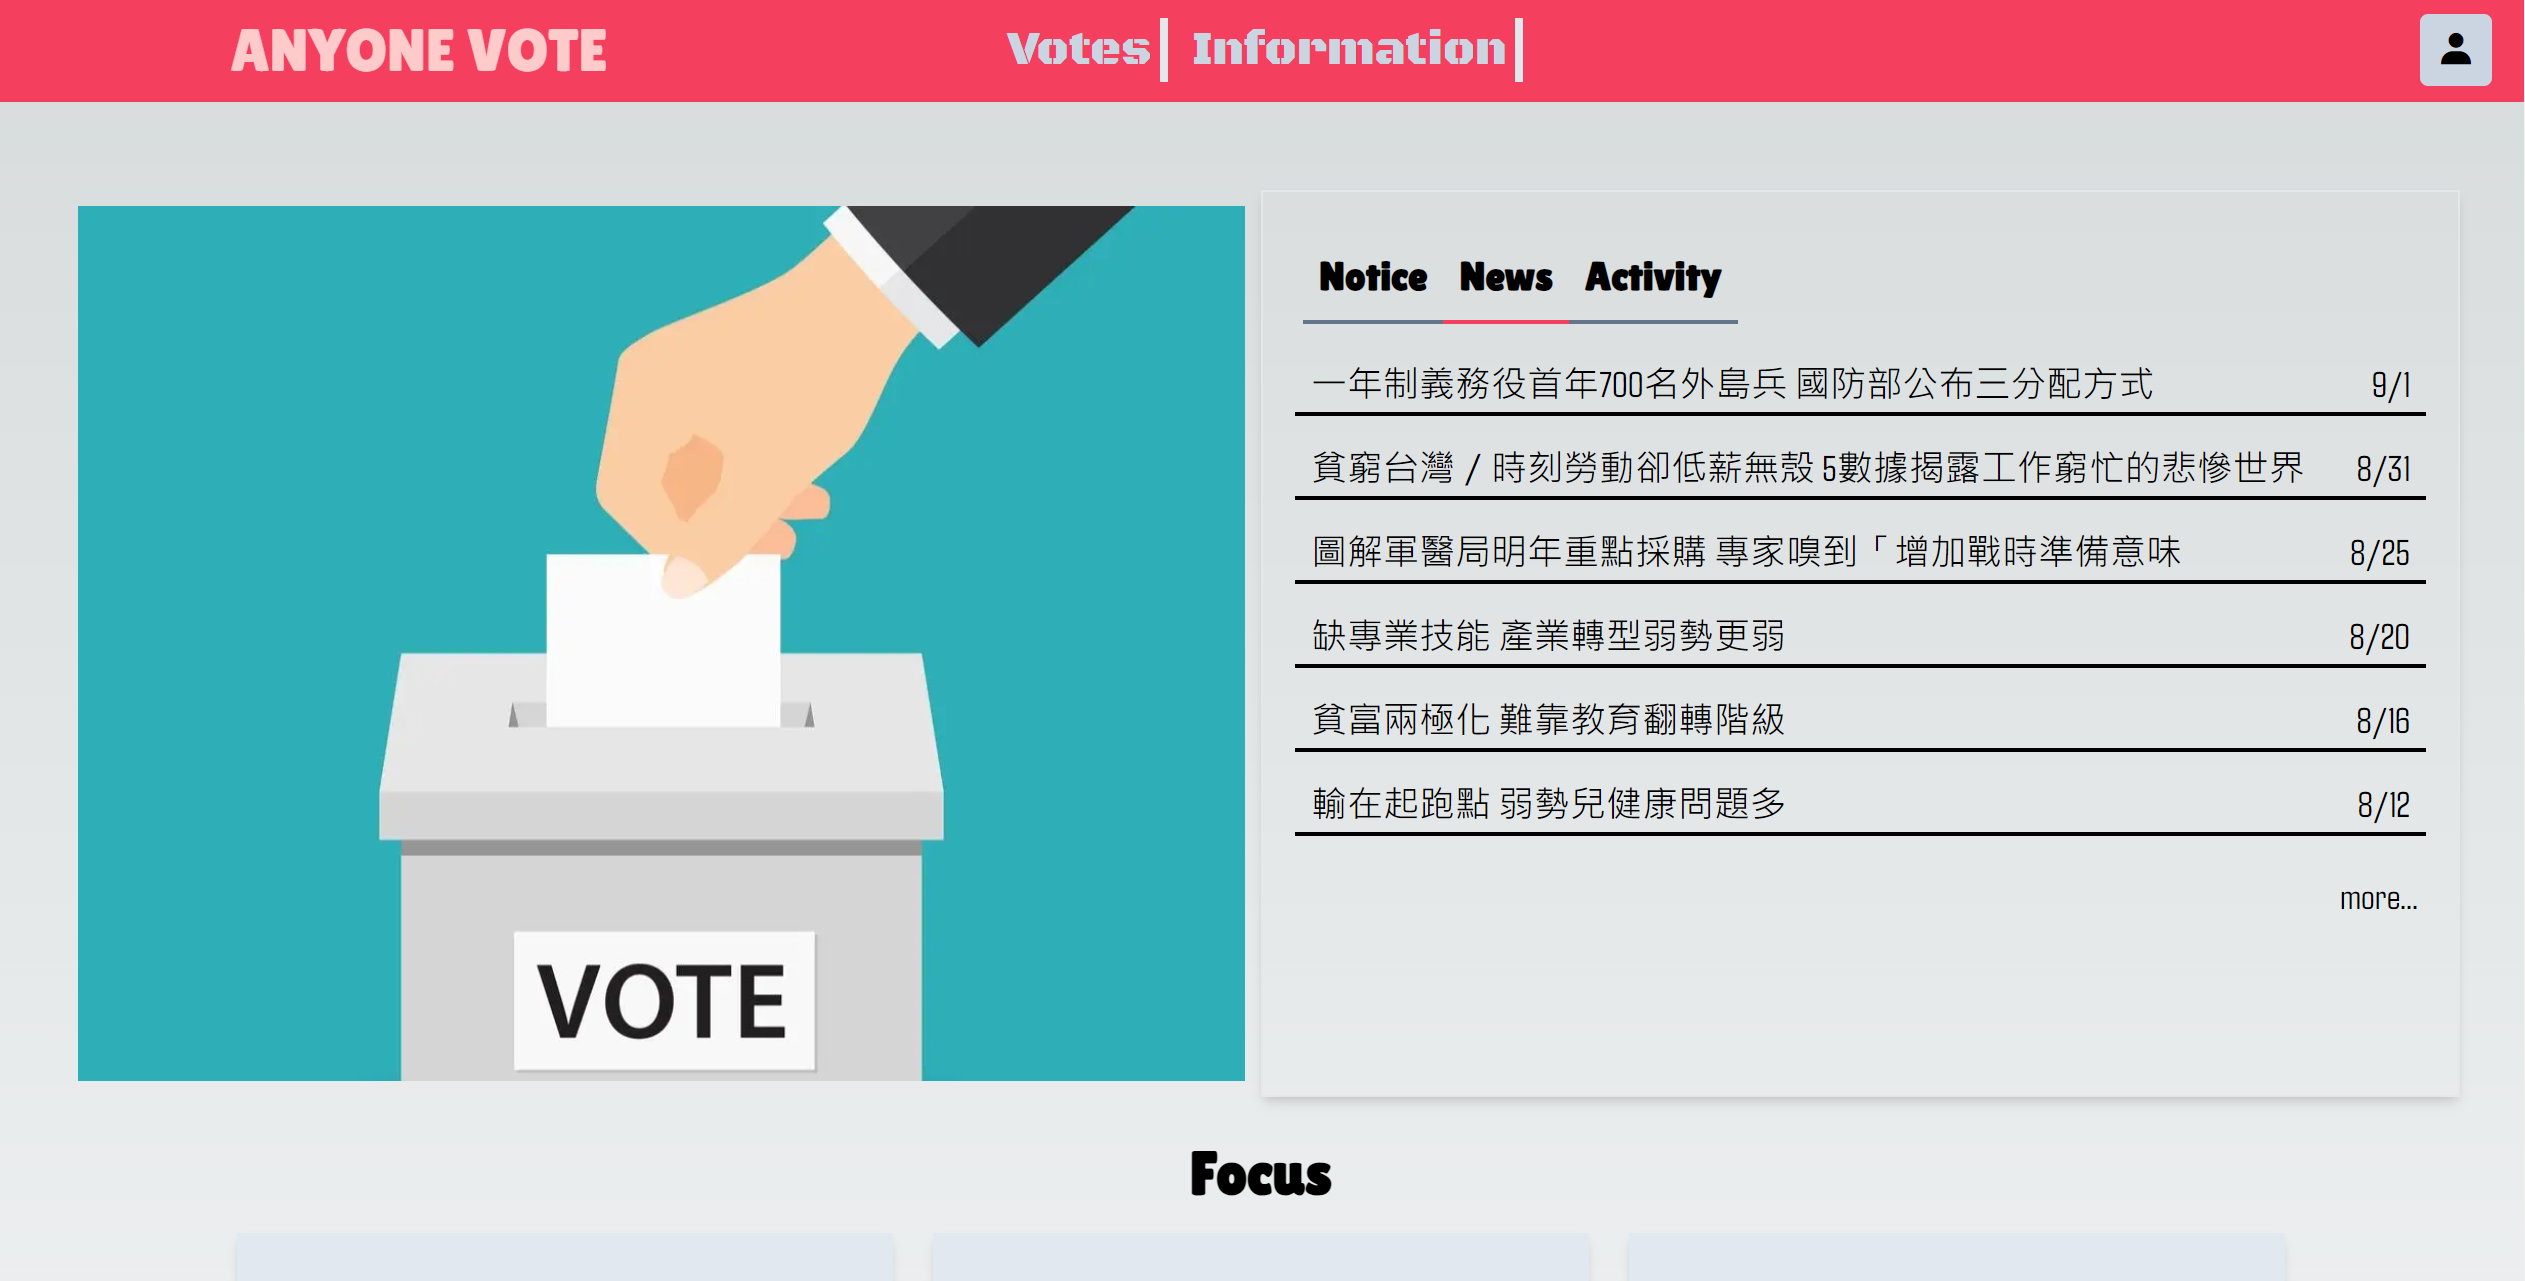 ANYONE VOTE
Votes Information
VOTE
Notice News Activity
一年制義務役首年700名外島兵 國防部公布三分配方式 9/1
貧窮台灣 / 時刻勞動卻低薪無殼 5數據揭露工作窮忙的悲慘世界 8/31
圖解軍醫局明年重點採購 專家嗅到「增加戰時準備意味 8/25
缺專業技能 產業轉型弱勢更弱 8/20
貧富兩極化 難靠教育翻轉階級 8/16
輸在起跑點 弱勢兒健康問題多 8/12
more...
Focus